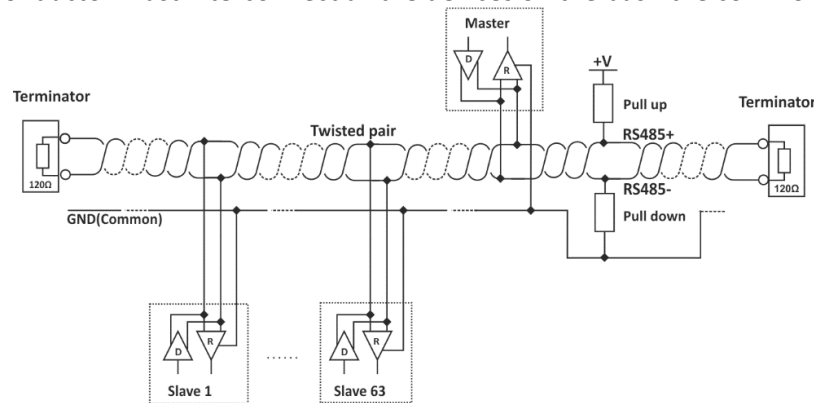 Master
D
R
+V
Terminator
Pull up
Terminator
Twisted pair
RS485+
120Ω
RS485-
120Ω
GND(Common)
Pull down
D
R
......
D
R
Slave 1
Slave 63